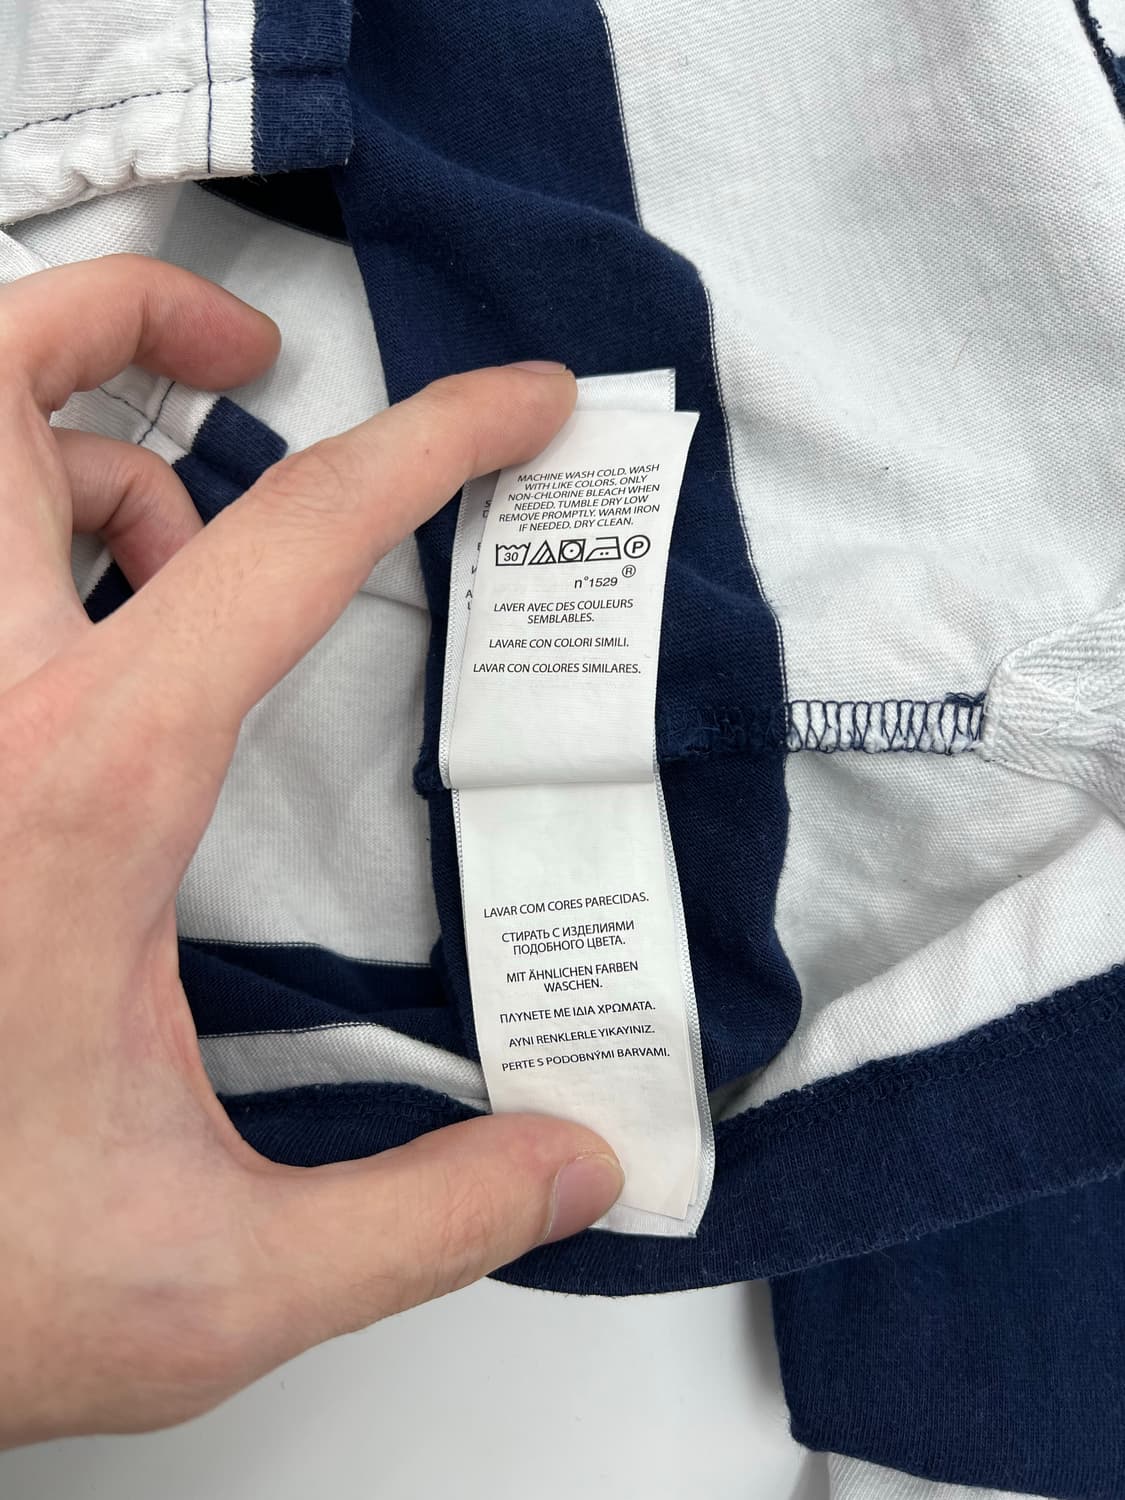 MACHINE WASH COLD. WASH
WITH LIKE COLORS. ONLY
NON-CHLORINE BLEACH WHEN
NEEDED. TUMBLE DRY LOW
REMOVE PROMPTLY. WARM IRON
IF NEEDED. DRY CLEAN.
30 P
®
n°1529
LAVER AVEC DES COULEURS
SEMBLABLES.
LAVARE CON COLORI SIMILI.
LAVAR CON COLORES SIMILARES.
LAVAR COM CORES PARECIDAS.
СТИРАТЬ С ИЗДЕЛИЯМИ
ПОДОБНОГО ЦВЕТА.
MIT ÄHNLICHEN FARBEN
WASCHEN.
ΠΛΥΝΕΤΕ ΜΕ ΙΔΙΑ ΧΡΩΜΑΤΑ.
AYNI RENKLERLE YIKAYINIZ.
PERTE S PODOBNÝMI BARVAMI.